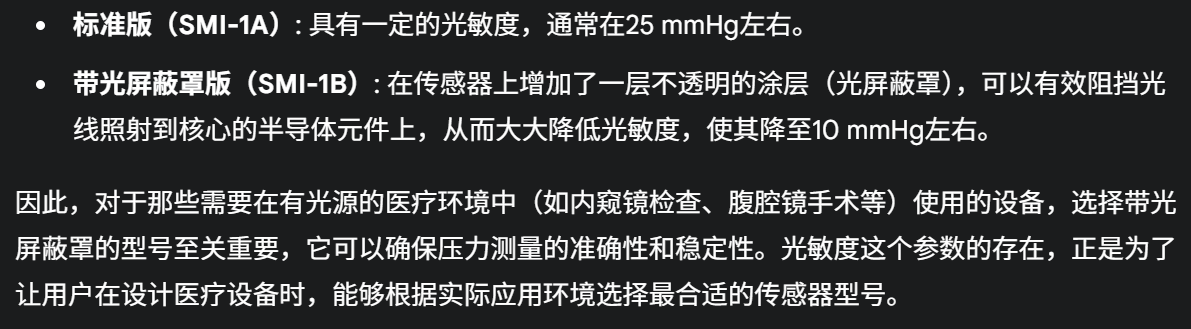 • 标准版（SMI-1A）: 具有一定的光敏度，通常在25 mmHg左右。
• 带光屏蔽罩版（SMI-1B）: 在传感器上增加了一层不透明的涂层（光屏蔽罩），可以有效阻挡光
线照射到核心的半导体元件上，从而大大降低光敏度，使其降至10 mmHg左右。
因此，对于那些需要在有光源的医疗环境中（如内窥镜检查、腹腔镜手术等）使用的设备，选择带光
屏蔽罩的型号至关重要，它可以确保压力测量的准确性和稳定性。光敏度这个参数的存在，正是为了
让用户在设计医疗设备时，能够根据实际应用环境选择最合适的传感器型号。